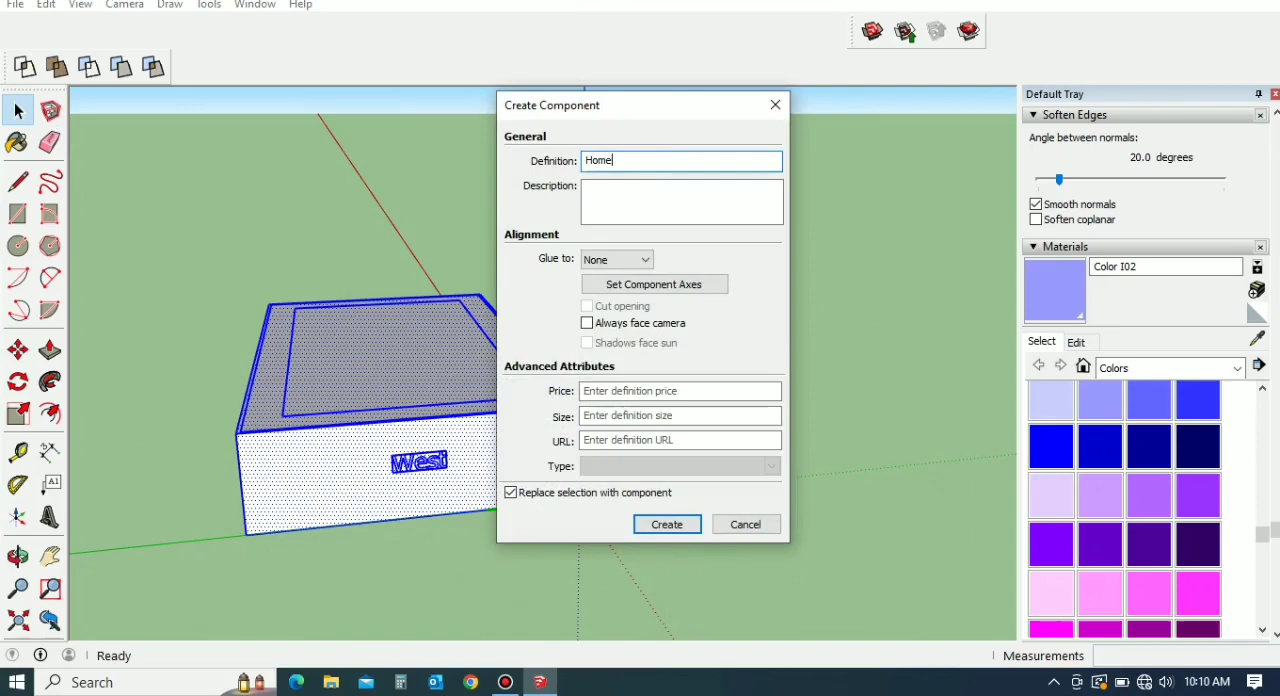 File Edit View Camera Draw Tools Window Help
Create Component
General
Definition: Home
Description:
Alignment
Glue to: None
Set Component Axes
Cut opening
Always face camera
Shadows face sun
Advanced Attributes
Price: Enter definition price
Size: Enter definition size
URL: Enter definition URL
Type:
Replace selection with component
Create Cancel
West
A1
Default Tray
Soften Edges
Angle between normals:
20.0 degrees
Smooth normals
Soften coplanar
Materials
Color I02
Select Edit
Colors
Ready
Measurements
Search
10:10 AM